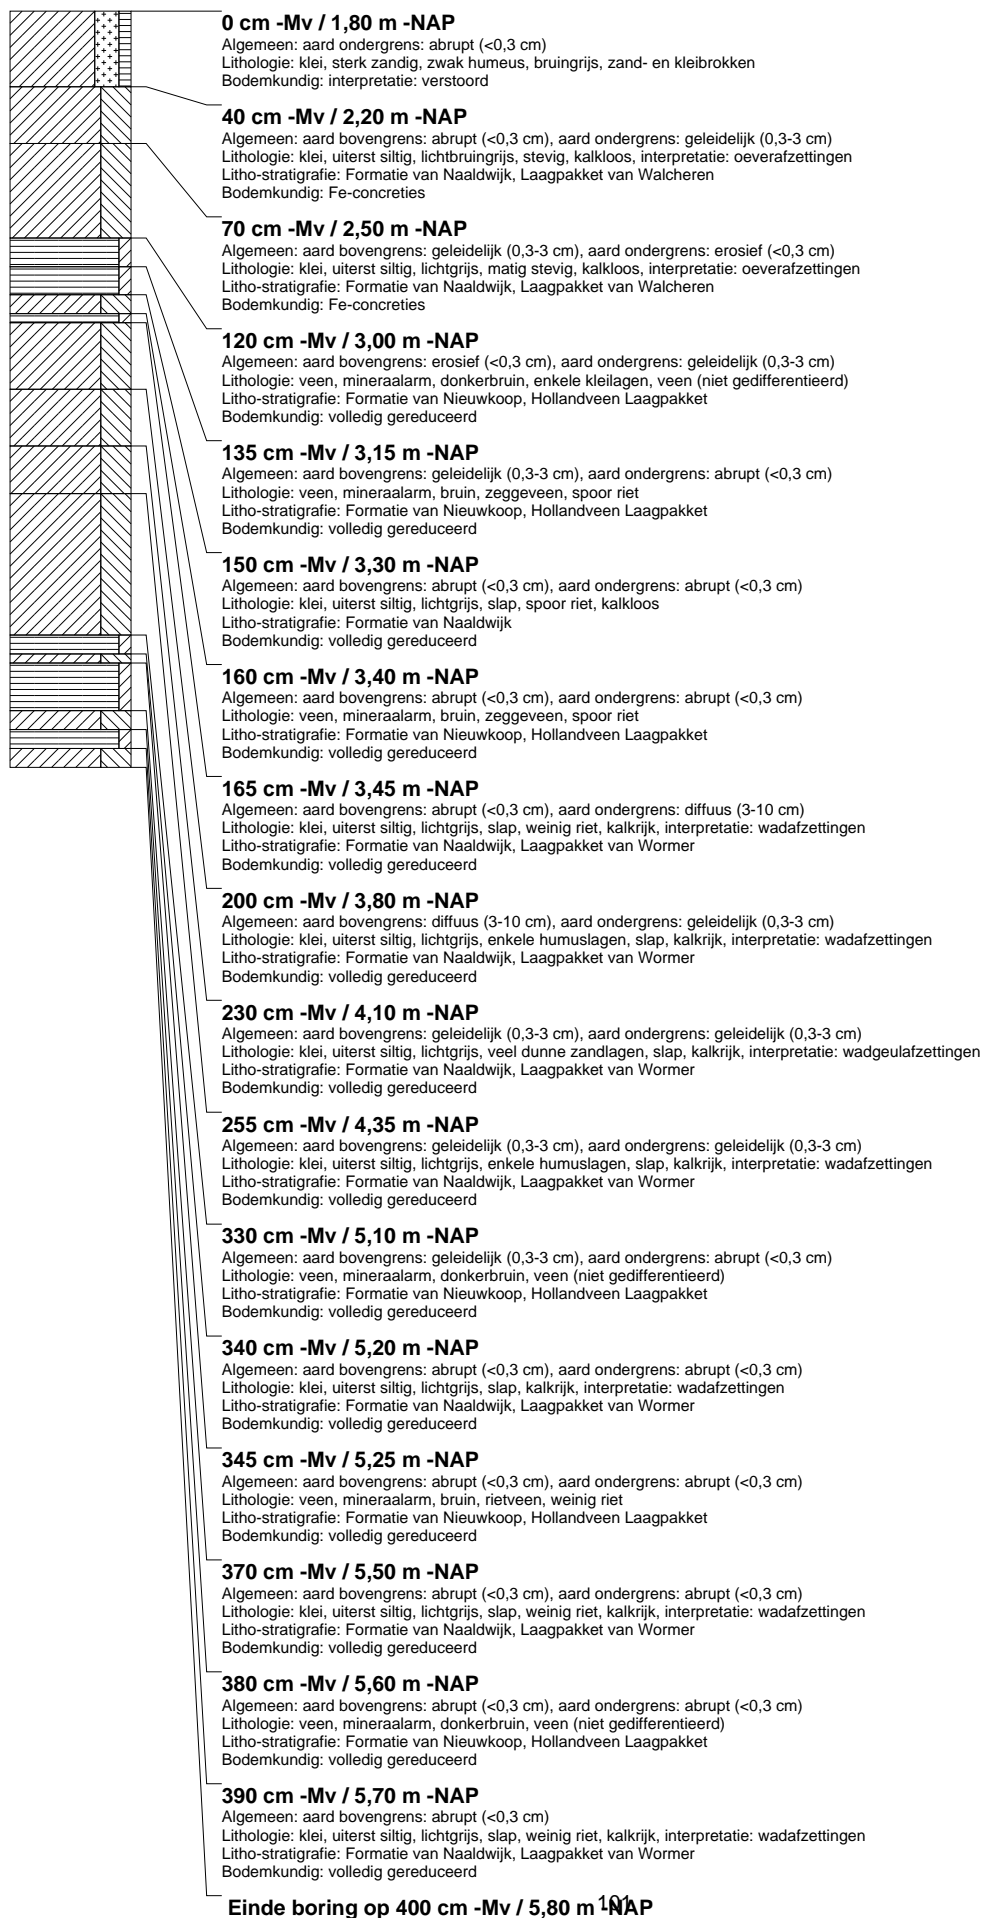 0 cm -Mv / 1,80 m -NAP
Algemeen: aard ondergrens: abrupt (<0,3 cm)
Lithologie: klei, sterk zandig, zwak humeus, bruingrijs, zand- en kleibrokken
Bodemkundig: interpretatie: verstoord
40 cm -Mv / 2,20 m -NAP
Algemeen: aard bovengrens: abrupt (<0,3 cm), aard ondergrens: geleidelijk (0,3-3 cm)
Lithologie: klei, uiterst siltig, lichtbruingrijs, stevig, kalkloos, interpretatie: oeverafzettingen
Litho-stratigrafie: Formatie van Naaldwijk, Laagpakket van Walcheren
Bodemkundig: Fe-concreties
70 cm -Mv / 2,50 m -NAP
Algemeen: aard bovengrens: geleidelijk (0,3-3 cm), aard ondergrens: erosief (<0,3 cm)
Lithologie: klei, uiterst siltig, lichtgrijs, matig stevig, kalkloos, interpretatie: oeverafzettingen
Litho-stratigrafie: Formatie van Naaldwijk, Laagpakket van Walcheren
Bodemkundig: Fe-concreties
120 cm -Mv / 3,00 m -NAP
Algemeen: aard bovengrens: erosief (<0,3 cm), aard ondergrens: geleidelijk (0,3-3 cm)
Lithologie: veen, mineraalarm, donkerbruin, enkele kleilagen, veen (niet gedifferentieerd)
Litho-stratigrafie: Formatie van Nieuwkoop, Hollandveen Laagpakket
Bodemkundig: volledig gereduceerd
135 cm -Mv / 3,15 m -NAP
Algemeen: aard bovengrens: geleidelijk (0,3-3 cm), aard ondergrens: abrupt (<0,3 cm)
Lithologie: veen, mineraalarm, bruin, zeggeveen, spoor riet
Litho-stratigrafie: Formatie van Nieuwkoop, Hollandveen Laagpakket
Bodemkundig: volledig gereduceerd
150 cm -Mv / 3,30 m -NAP
Algemeen: aard bovengrens: abrupt (<0,3 cm), aard ondergrens: abrupt (<0,3 cm)
Lithologie: klei, uiterst siltig, lichtgrijs, slap, spoor riet, kalkloos
Litho-stratigrafie: Formatie van Naaldwijk
Bodemkundig: volledig gereduceerd
160 cm -Mv / 3,40 m -NAP
Algemeen: aard bovengrens: abrupt (<0,3 cm), aard ondergrens: abrupt (<0,3 cm)
Lithologie: veen, mineraalarm, bruin, zeggeveen, spoor riet
Litho-stratigrafie: Formatie van Nieuwkoop, Hollandveen Laagpakket
Bodemkundig: volledig gereduceerd
165 cm -Mv / 3,45 m -NAP
Algemeen: aard bovengrens: abrupt (<0,3 cm), aard ondergrens: diffuus (3-10 cm)
Lithologie: klei, uiterst siltig, lichtgrijs, slap, weinig riet, kalkrijk, interpretatie: wadafzettingen
Litho-stratigrafie: Formatie van Naaldwijk, Laagpakket van Wormer
Bodemkundig: volledig gereduceerd
200 cm -Mv / 3,80 m -NAP
Algemeen: aard bovengrens: diffuus (3-10 cm), aard ondergrens: geleidelijk (0,3-3 cm)
Lithologie: klei, uiterst siltig, lichtgrijs, enkele humuslagen, slap, kalkrijk, interpretatie: wadafzettingen
Litho-stratigrafie: Formatie van Naaldwijk, Laagpakket van Wormer
Bodemkundig: volledig gereduceerd
230 cm -Mv / 4,10 m -NAP
Algemeen: aard bovengrens: geleidelijk (0,3-3 cm), aard ondergrens: geleidelijk (0,3-3 cm)
Lithologie: klei, uiterst siltig, lichtgrijs, veel dunne zandlagen, slap, kalkrijk, interpretatie: wadgeulafzettingen
Litho-stratigrafie: Formatie van Naaldwijk, Laagpakket van Wormer
Bodemkundig: volledig gereduceerd
255 cm -Mv / 4,35 m -NAP
Algemeen: aard bovengrens: geleidelijk (0,3-3 cm), aard ondergrens: geleidelijk (0,3-3 cm)
Lithologie: klei, uiterst siltig, lichtgrijs, enkele humuslagen, slap, kalkrijk, interpretatie: wadafzettingen
Litho-stratigrafie: Formatie van Naaldwijk, Laagpakket van Wormer
Bodemkundig: volledig gereduceerd
330 cm -Mv / 5,10 m -NAP
Algemeen: aard bovengrens: geleidelijk (0,3-3 cm), aard ondergrens: abrupt (<0,3 cm)
Lithologie: veen, mineraalarm, donkerbruin, veen (niet gedifferentieerd)
Litho-stratigrafie: Formatie van Nieuwkoop, Hollandveen Laagpakket
Bodemkundig: volledig gereduceerd
340 cm -Mv / 5,20 m -NAP
Algemeen: aard bovengrens: abrupt (<0,3 cm), aard ondergrens: abrupt (<0,3 cm)
Lithologie: klei, uiterst siltig, lichtgrijs, slap, kalkrijk, interpretatie: wadafzettingen
Litho-stratigrafie: Formatie van Naaldwijk, Laagpakket van Wormer
Bodemkundig: volledig gereduceerd
345 cm -Mv / 5,25 m -NAP
Algemeen: aard bovengrens: abrupt (<0,3 cm), aard ondergrens: abrupt (<0,3 cm)
Lithologie: veen, mineraalarm, bruin, rietveen, weinig riet
Litho-stratigrafie: Formatie van Nieuwkoop, Hollandveen Laagpakket
Bodemkundig: volledig gereduceerd
370 cm -Mv / 5,50 m -NAP
Algemeen: aard bovengrens: abrupt (<0,3 cm), aard ondergrens: abrupt (<0,3 cm)
Lithologie: klei, uiterst siltig, lichtgrijs, slap, weinig riet, kalkrijk, interpretatie: wadafzettingen
Litho-stratigrafie: Formatie van Naaldwijk, Laagpakket van Wormer
Bodemkundig: volledig gereduceerd
380 cm -Mv / 5,60 m -NAP
Algemeen: aard bovengrens: abrupt (<0,3 cm), aard ondergrens: abrupt (<0,3 cm)
Lithologie: veen, mineraalarm, donkerbruin, veen (niet gedifferentieerd)
Litho-stratigrafie: Formatie van Nieuwkoop, Hollandveen Laagpakket
Bodemkundig: volledig gereduceerd
390 cm -Mv / 5,70 m -NAP
Algemeen: aard bovengrens: abrupt (<0,3 cm)
Lithologie: klei, uiterst siltig, lichtgrijs, slap, weinig riet, kalkrijk, interpretatie: wadafzettingen
Litho-stratigrafie: Formatie van Naaldwijk, Laagpakket van Wormer
Bodemkundig: volledig gereduceerd
Einde boring op 400 cm -Mv / 5,80 m -NAP
101